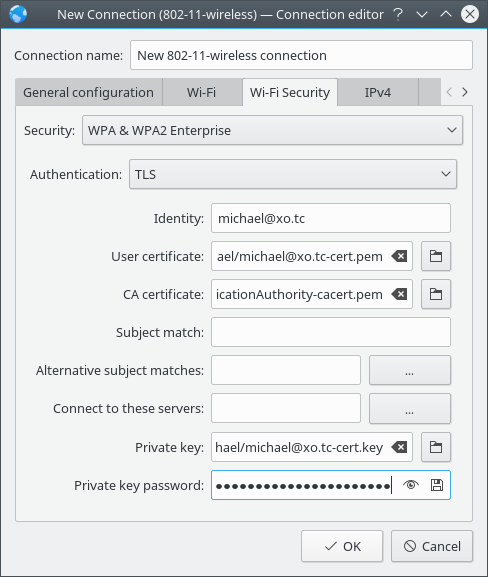 New Connection (802-11-wireless) — Connection editor
Connection name: New 802-11-wireless connection
General configuration Wi-Fi Wi-Fi Security IPv4
Security: WPA & WPA2 Enterprise
Authentication: TLS
Identity: michael@xo.tc
User certificate: ael/michael@xo.tc-cert.pem
CA certificate: icationAuthority-cacert.pem
Subject match:
Alternative subject matches: ...
Connect to these servers: ...
Private key: hael/michael@xo.tc-cert.key
Private key password: ●●●●●●●●●●●●●●●●●●●●●●
OK Cancel